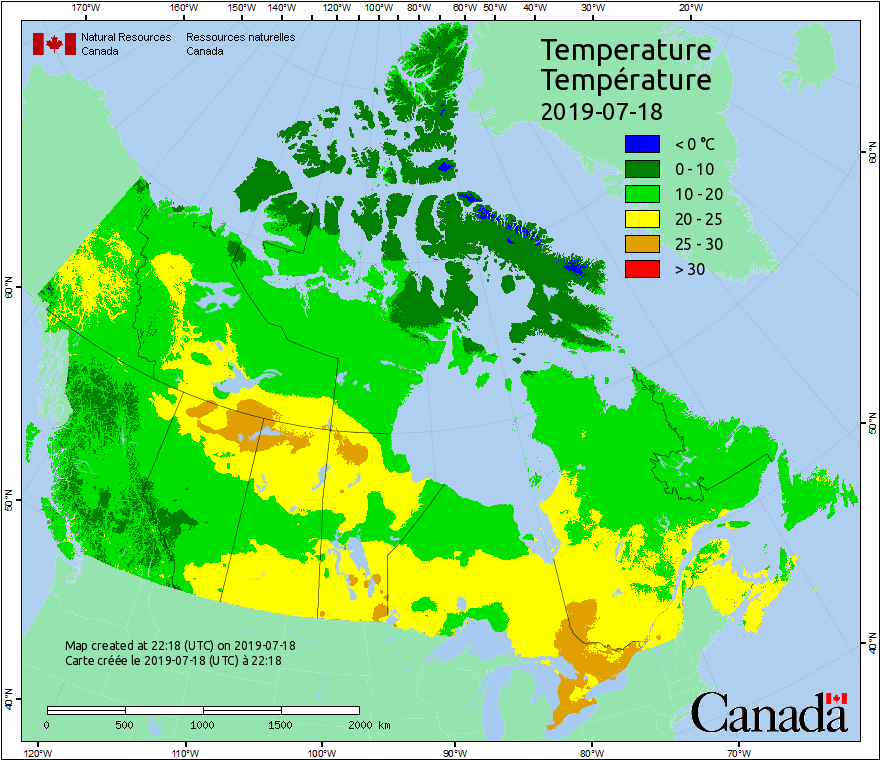 170°W 160°W 150°W 140°W 130°W 120°W 110°W 100°W 90°W 80°W 70°W 60°W 50°W 40°W 30°W 20°W
Natural Resources Canada
Ressources naturelles Canada
Temperature
Température
2019-07-18
< 0 °C
0 - 10
10 - 20
20 - 25
25 - 30
> 30
60°N
60°N
50°N
50°N
40°N
40°N
Map created at 22:18 (UTC) on 2019-07-18
Carte créée le 2019-07-18 (UTC) à 22:18
0 500 1000 1500 2000 km
Canada
120°W 110°W 100°W 90°W 80°W 70°W